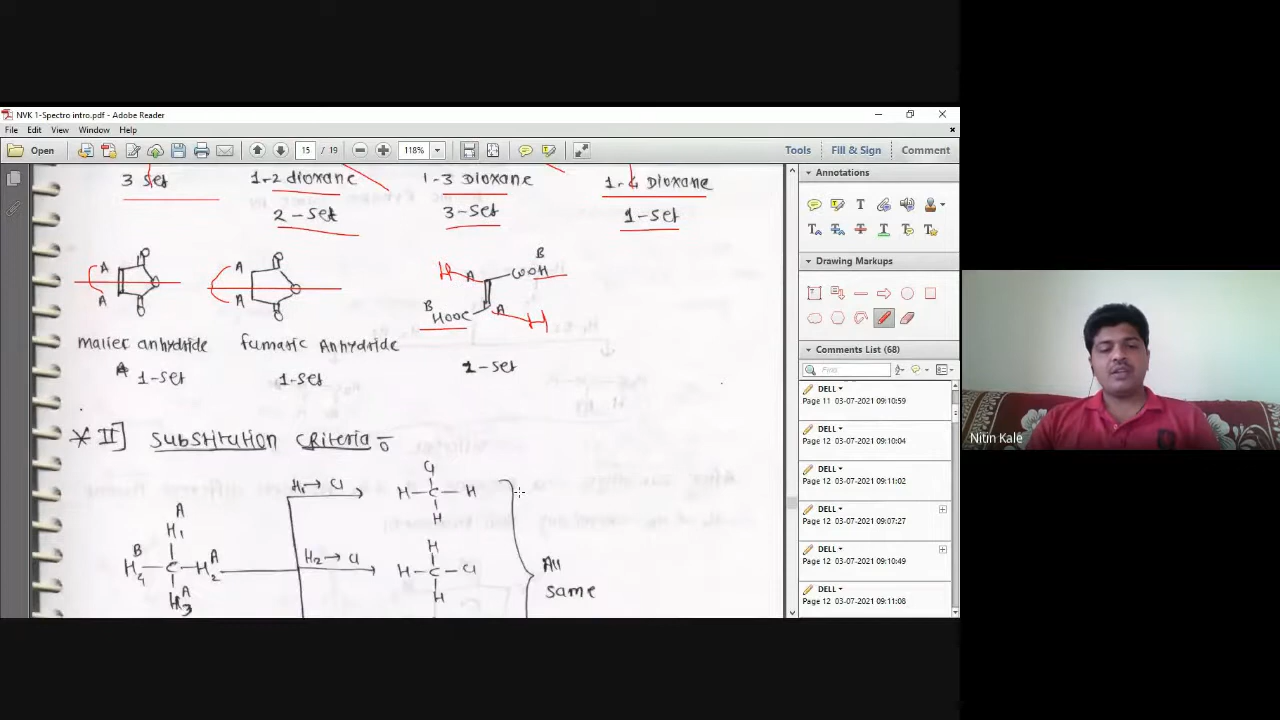 NVK 1-Spectro intro.pdf - Adobe Reader
File Edit View Window Help
Open 15 / 19 118% Tools Fill & Sign Comment
3 Set 1-2 dioxane 1-3 Dioxane 1-4 Dioxane
2-Set 3-Set 1-Set
A O A O H A COOH B
A O A O B HOOC A H
maliec anhydride fumaric Anhydride
A 1-Set 1-Set 2-Set
* II] Substitution Criteria -
H1→ Cl Cl
H-C-H
H
A
H1
B H4-C-H2 A
H3 A
H2→ Cl H
H-C-Cl
H
All
same
Annotations
T
T T T T T T
Drawing Markups
Comments List (68)
Find
DELL
Page 11 03-07-2021 09:10:59
DELL
Page 12 03-07-2021 09:10:04
DELL
Page 12 03-07-2021 09:11:02
DELL
Page 12 03-07-2021 09:07:27
DELL
Page 12 03-07-2021 09:10:49
DELL
Page 12 03-07-2021 09:11:08
Nitin Kale